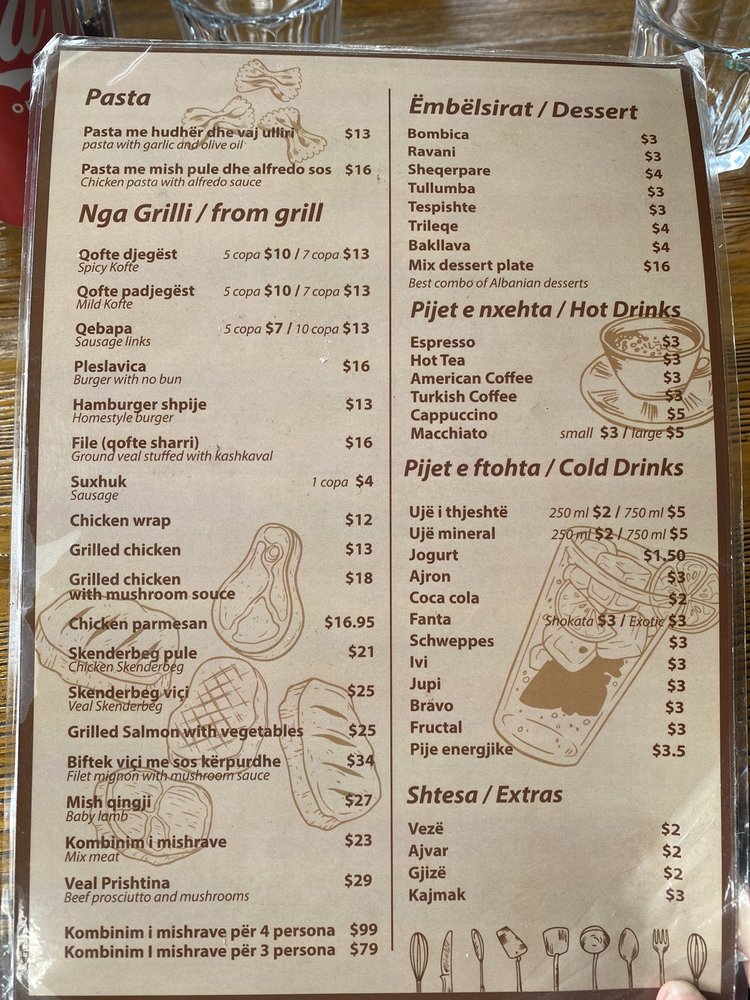 Pasta
Pasta me hudhër dhe vaj ulliri $13
pasta with garlic and olive oil
Pasta me mish pule dhe alfredo sos $16
Chicken pasta with alfredo sauce
Nga Grilli / from grill
Qofte djegëst 5 copa $10 / 7 copa $13
Spicy Kofte
Qofte padjegëst 5 copa $10 / 7 copa $13
Mild Kofte
Qebapa 5 copa $7 / 10 copa $13
Sausage links
Pleslavica $16
Burger with no bun
Hamburger shpije $13
Homestyle burger
File (qofte sharri) $16
Ground veal stuffed with kashkaval
Suxhuk 1 copa $4
Sausage
Chicken wrap $12
Grilled chicken $13
Grilled chicken $18
with mushroom souce
Chicken parmesan $16.95
Skenderbeg pule $21
Chicken Skenderbeg
Skenderbeg viçi $25
Veal Skenderbeg
Grilled Salmon with vegetables $25
Biftek viçi me sos kërpurdhe $34
Filet mignon with mushroom sauce
Mish qingji $27
Baby lamb
Kombinim i mishrave $23
Mix meat
Veal Prishtina $29
Beef prosciutto and mushrooms
Kombinim i mishrave për 4 persona $99
Kombinim I mishrave për 3 persona $79
Ëmbëlsirat / Dessert
Bombica $3
Ravani $3
Sheqerpare $4
Tullumba $3
Tespishte $3
Trileqe $4
Bakllava $4
Mix dessert plate $16
Best combo of Albanian desserts
Pijet e nxehta / Hot Drinks
Espresso $3
Hot Tea $3
American Coffee $3
Turkish Coffee $3
Cappuccino $5
Macchiato small $3 / large $5
Pijet e ftohta / Cold Drinks
Ujë i thjeshtë 250 ml $2 / 750 ml $5
Ujë mineral 250 ml $2 / 750 ml $5
Jogurt $1,50
Ajron $3
Coca cola $2
Fanta Shokata $3 / Exotic $3
Schweppes $3
Ivi $3
Jupi $3
Bravo $3
Fructal $3
Pije energjike $3.5
Shtesa / Extras
Vezë $2
Ajvar $2
Gjizë $2
Kajmak $3